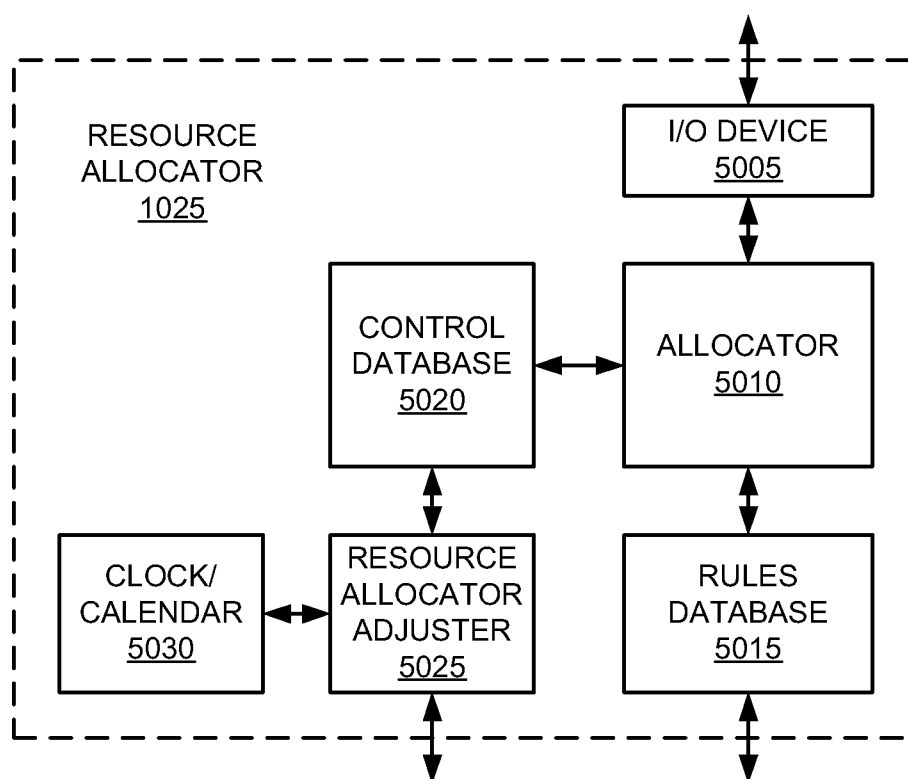 RESOURCE
ALLOCATOR
1025
I/O DEVICE
5005
CONTROL
DATABASE
5020
ALLOCATOR
5010
CLOCK/
CALENDAR
5030
RESOURCE
ALLOCATOR
ADJUSTER
5025
RULES
DATABASE
5015